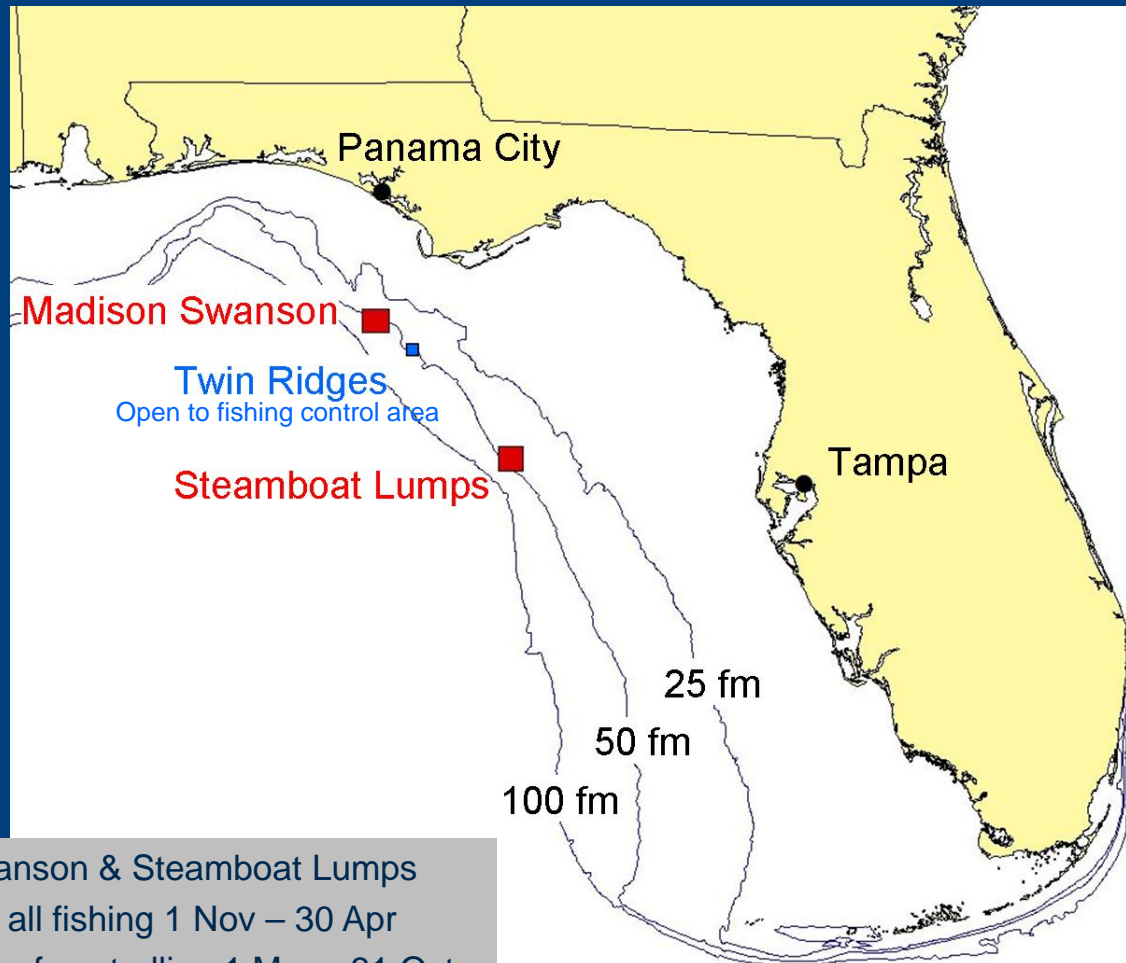 Panama City
Madison Swanson
Twin Ridges
Open to fishing control area
Steamboat Lumps
Tampa
25 fm
50 fm
100 fm
anson & Steamboat Lumps
all fishing 1 Nov – 30 Apr